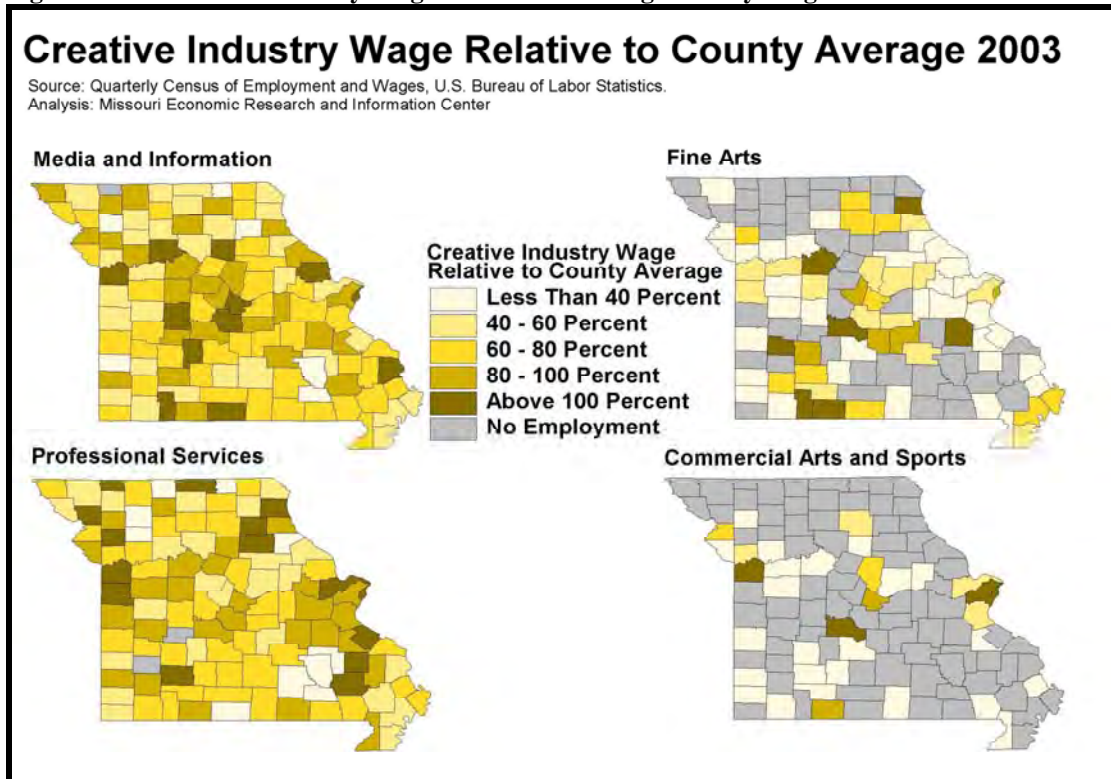 Creative Industry Wage Relative to County Average 2003
Source: Quarterly Census of Employment and Wages, U.S. Bureau of Labor Statistics.
Analysis: Missouri Economic Research and Information Center
Media and Information
Fine Arts
Creative Industry Wage
Relative to County Average
Less Than 40 Percent
40 - 60 Percent
60 - 80 Percent
80 - 100 Percent
Above 100 Percent
No Employment
Professional Services
Commercial Arts and Sports